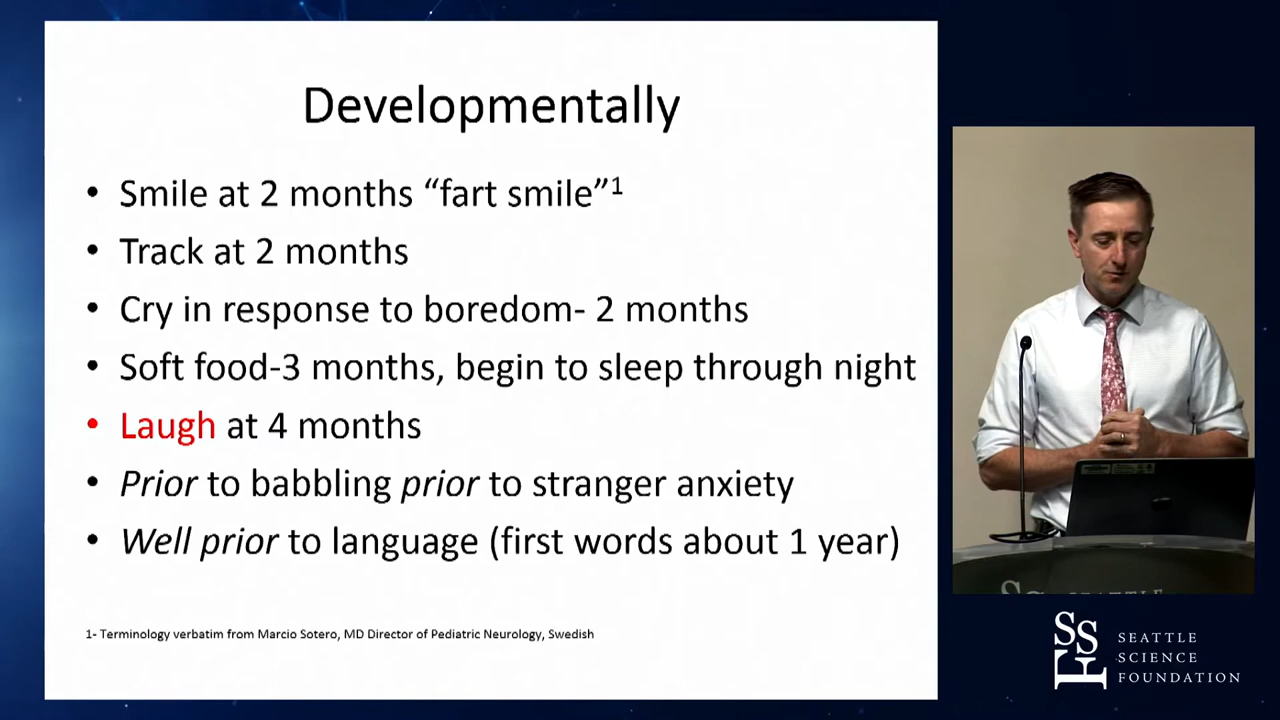 Developmentally
• Smile at 2 months “fart smile”1
• Track at 2 months
• Cry in response to boredom- 2 months
• Soft food-3 months, begin to sleep through night
• Laugh at 4 months
• Prior to babbling prior to stranger anxiety
• Well prior to language (first words about 1 year)
1- Terminology verbatim from Marcio Sotero, MD Director of Pediatric Neurology, Swedish
SSF
SEATTLE
SCIENCE
FOUNDATION